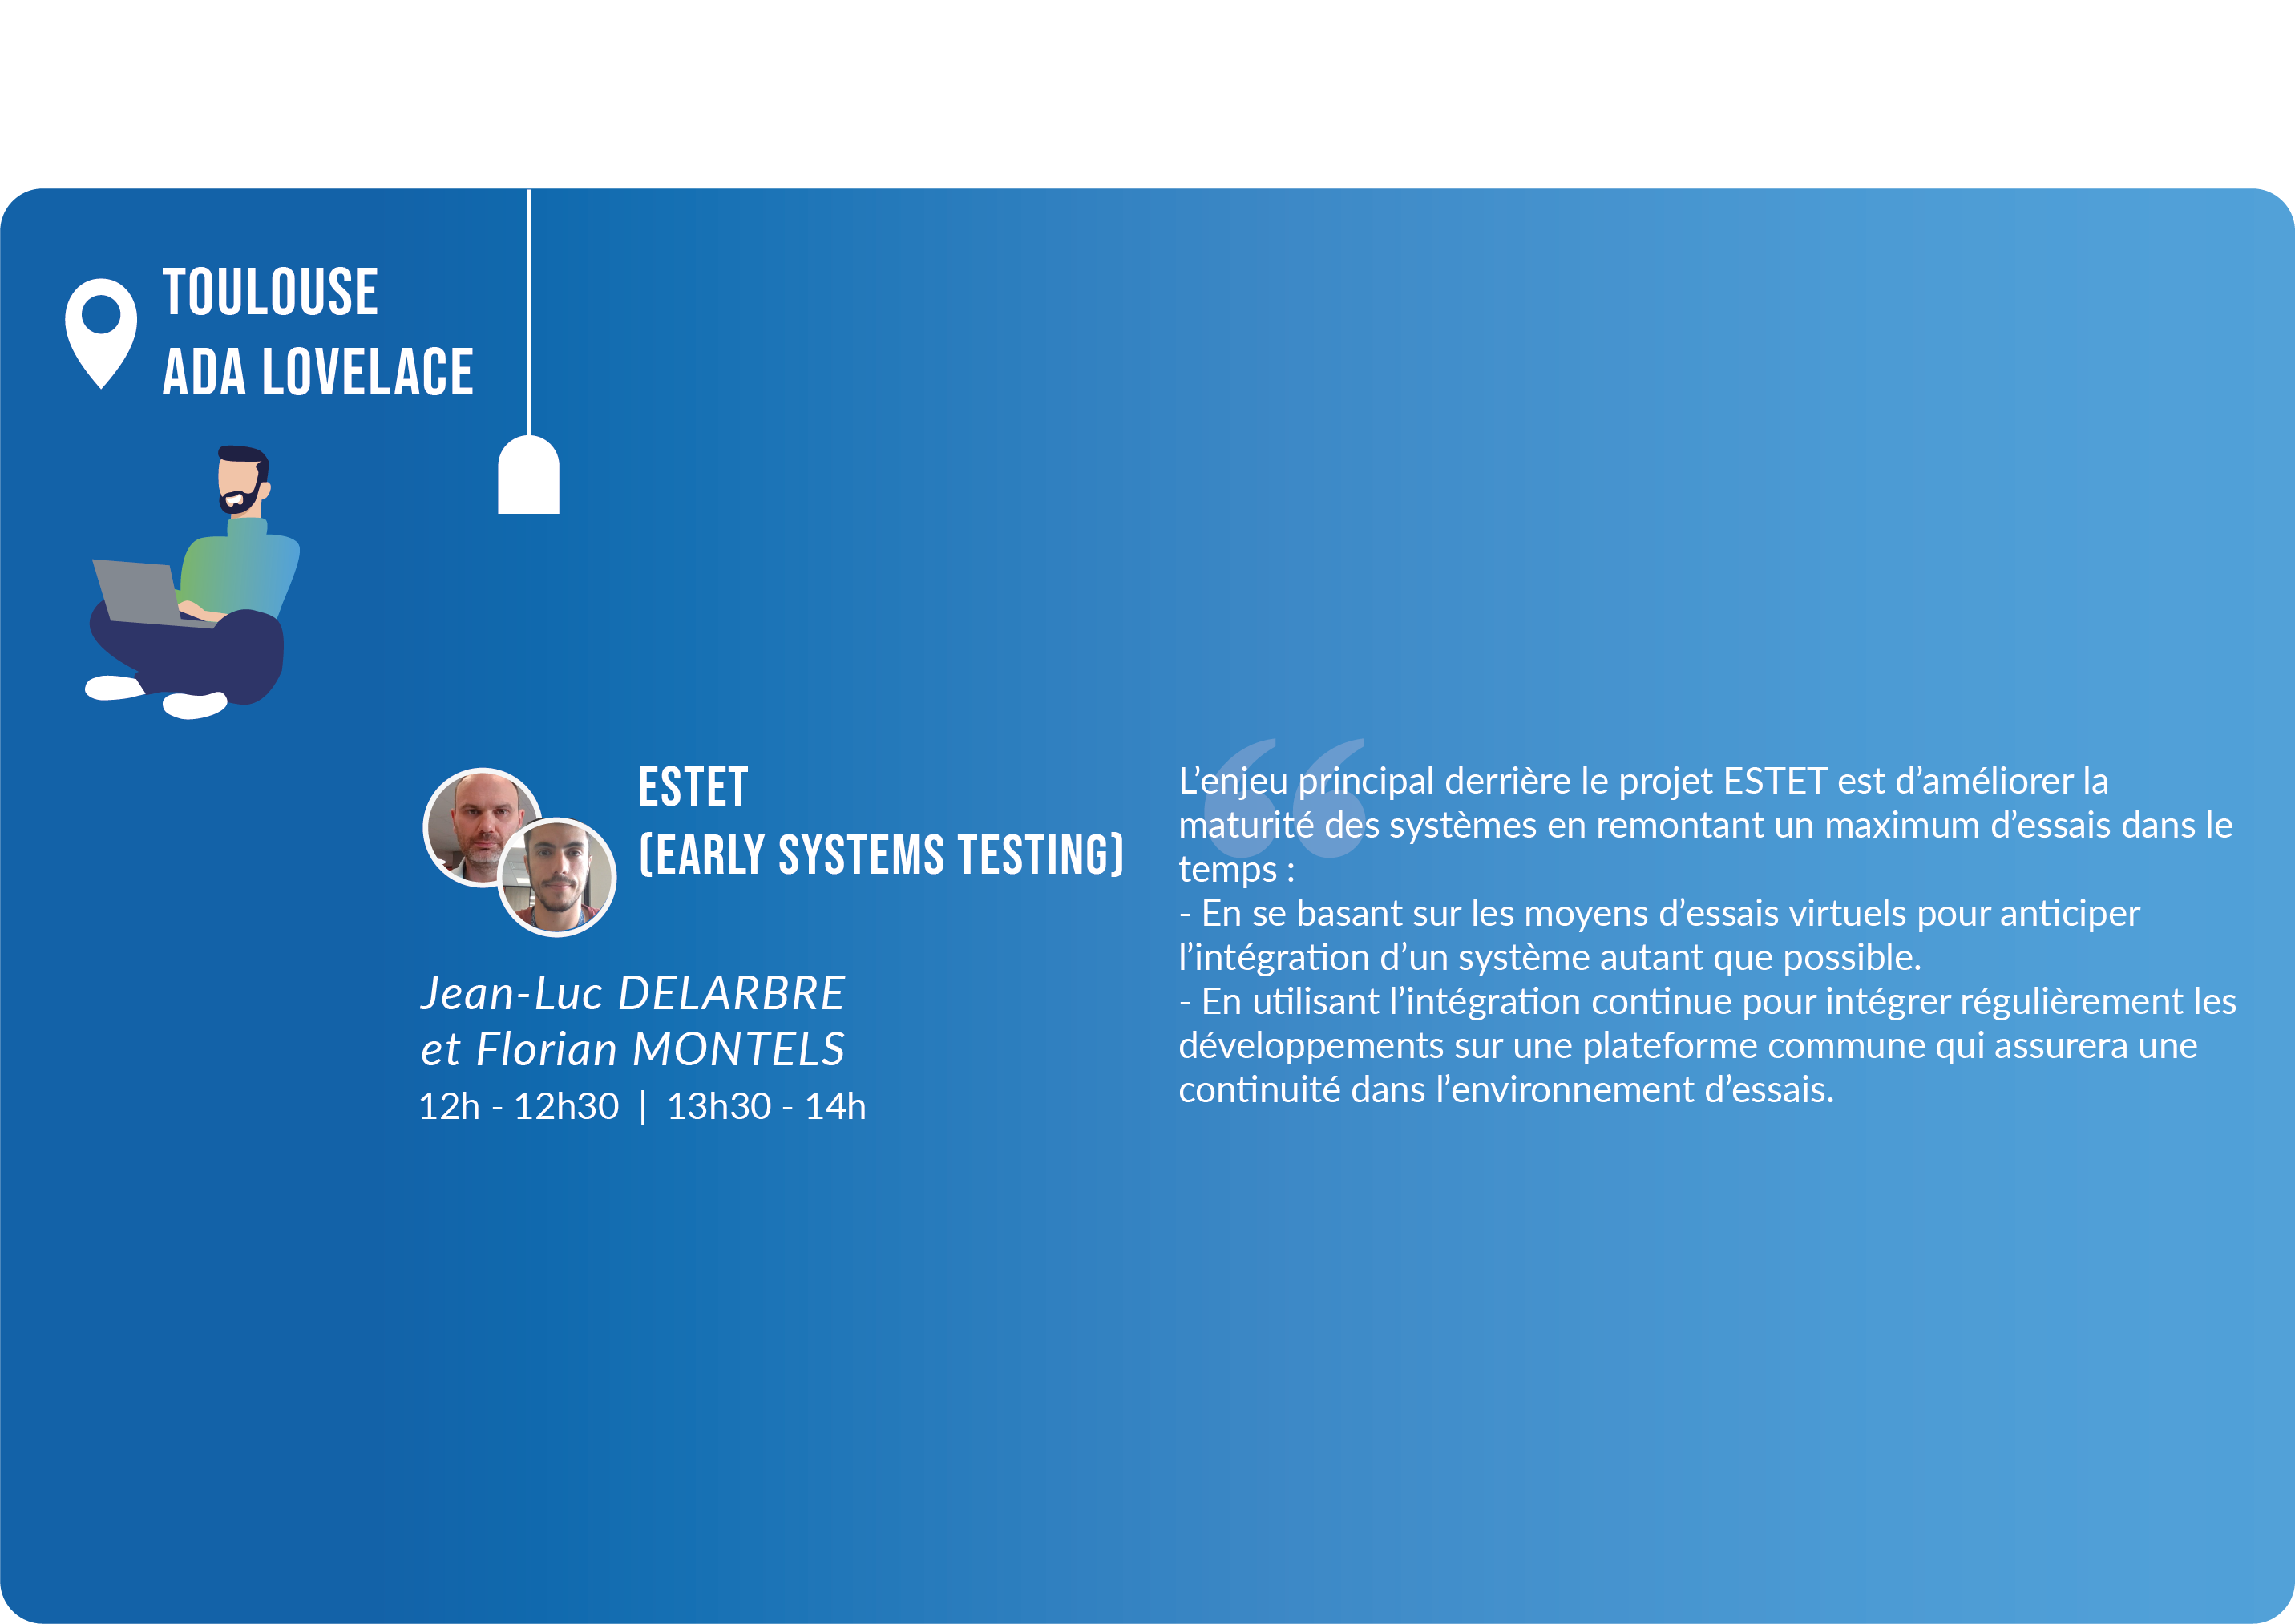 TOULOUSE
ADA LOVELACE
ESTET
(EARLY SYSTEMS TESTING)
Jean-Luc DELARBRE
et Florian MONTELS
12h - 12h30 | 13h30 - 14h
L’enjeu principal derrière le projet ESTET est d’améliorer la
maturité des systèmes en remontant un maximum d’essais dans le
temps :
- En se basant sur les moyens d’essais virtuels pour anticiper
l’intégration d’un système autant que possible.
- En utilisant l’intégration continue pour intégrer régulièrement les
développements sur une plateforme commune qui assurera une
continuité dans l’environnement d’essais.